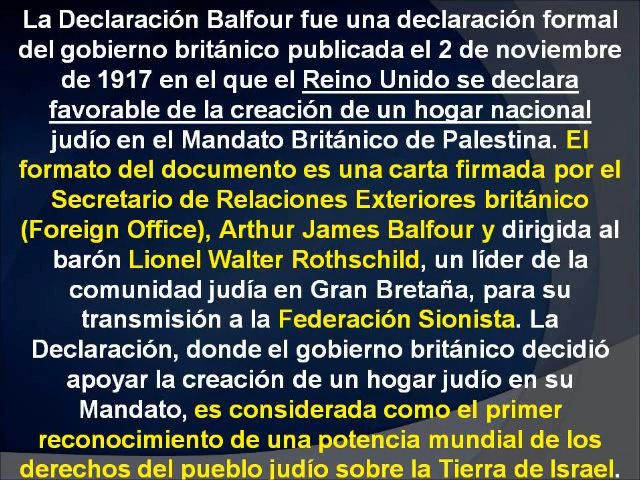 La Declaración Balfour fue una declaración formal
del gobierno británico publicada el 2 de noviembre
de 1917 en el que el Reino Unido se declara
favorable de la creación de un hogar nacional
judío en el Mandato Británico de Palestina. El
formato del documento es una carta firmada por el
Secretario de Relaciones Exteriores británico
(Foreign Office), Arthur James Balfour y dirigida al
barón Lionel Walter Rothschild, un líder de la
comunidad judía en Gran Bretaña, para su
transmisión a la Federación Sionista. La
Declaración, donde el gobierno británico decidió
apoyar la creación de un hogar judío en su
Mandato, es considerada como el primer
reconocimiento de una potencia mundial de los
derechos del pueblo judío sobre la Tierra de Israel.